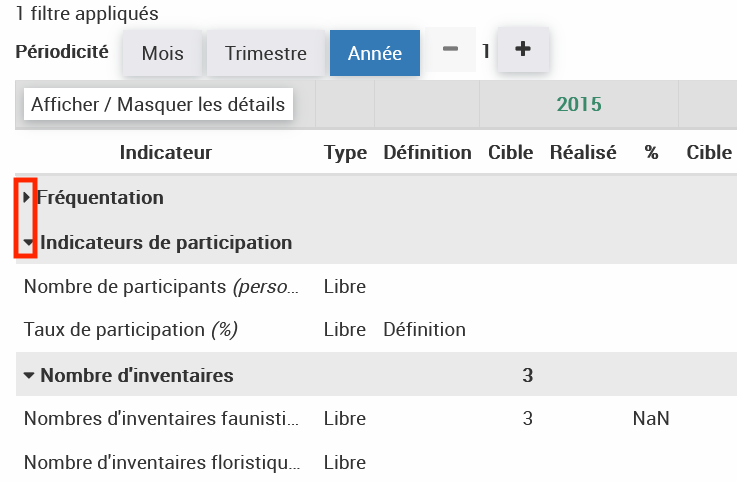 1 filtre appliqués
Périodicité Mois Trimestre Année − 1 +
Afficher / Masquer les détails 2015
Indicateur Type Définition Cible Réalisé % Cible
Fréquentation
Indicateurs de participation
Nombre de participants (perso... Libre
Taux de participation (%) Libre Définition
Nombre d'inventaires 3
Nombres d'inventaires faunisti... Libre 3 NaN
Nombre d'inventaires floristiqu... Libre